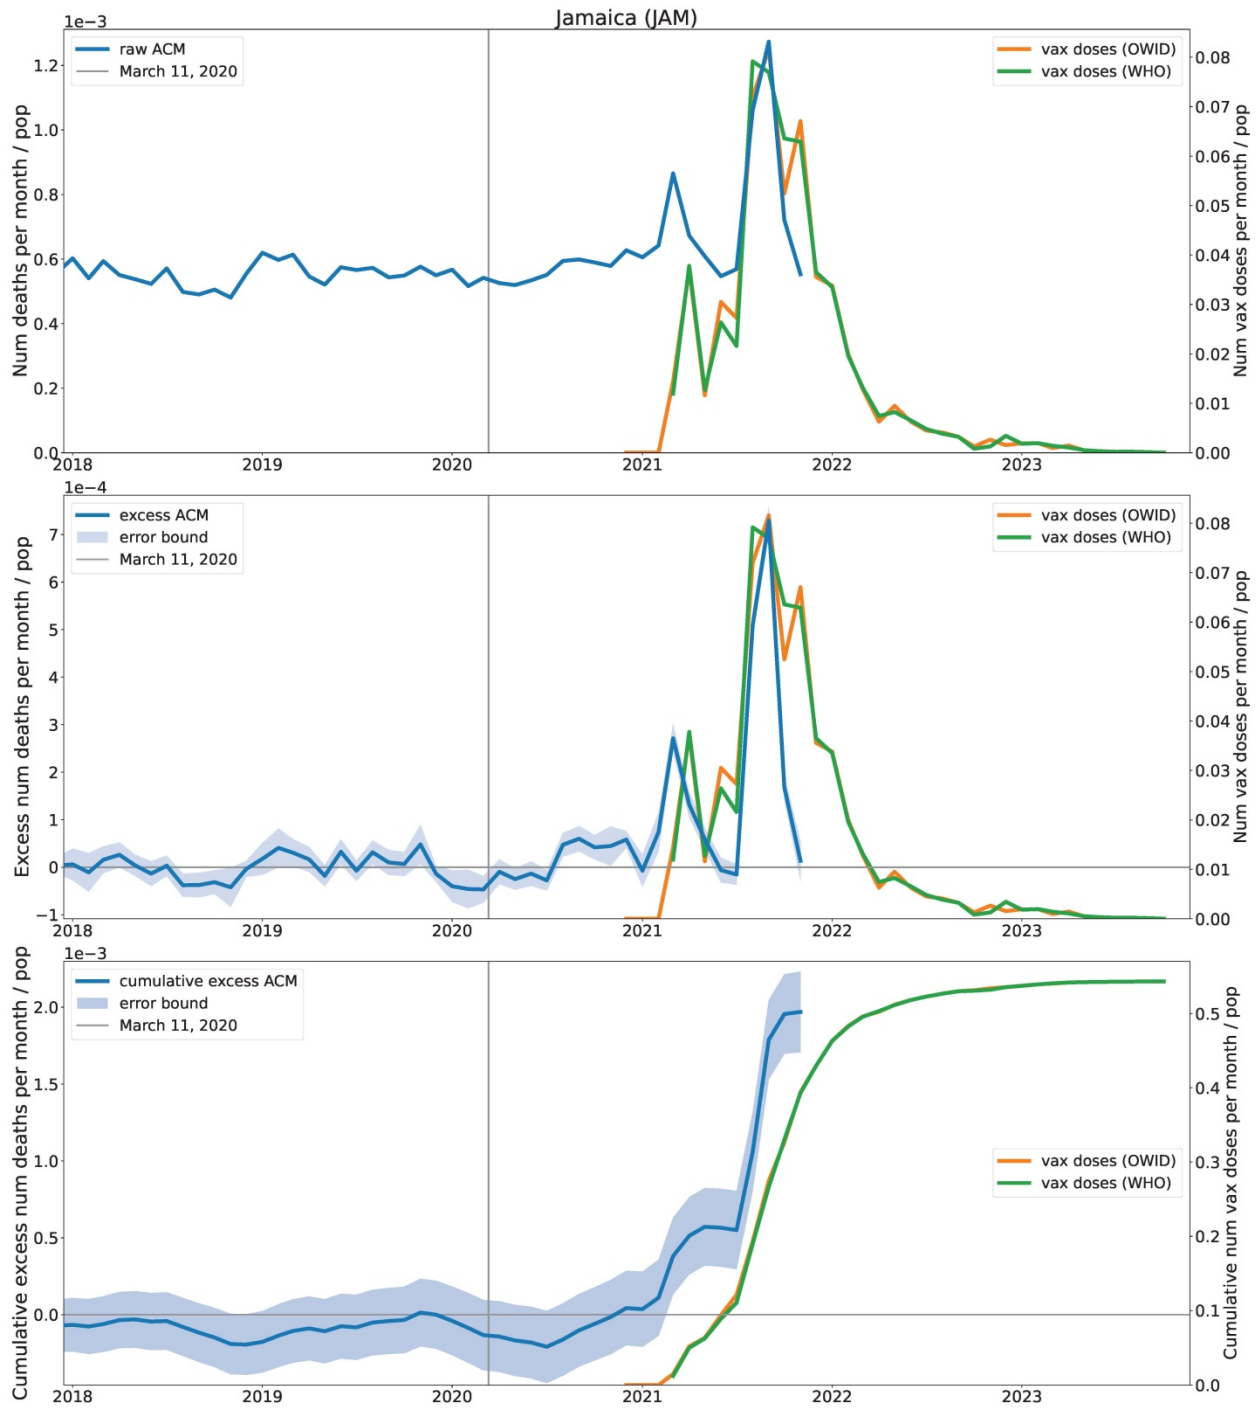 Jamaica (JAM)
1e−3
raw ACM
March 11, 2020
vax doses (OWID)
vax doses (WHO)
Num deaths per month / pop
1.2
1.0
0.8
0.6
0.4
0.2
0.0
Num vax doses per month / pop
0.08
0.07
0.06
0.05
0.04
0.03
0.02
0.01
0.00
2018 2019 2020 2021 2022 2023
1e−4
excess ACM
error bound
March 11, 2020
vax doses (OWID)
vax doses (WHO)
Excess num deaths per month / pop
7
6
5
4
3
2
1
0
−1
Num vax doses per month / pop
0.08
0.07
0.06
0.05
0.04
0.03
0.02
0.01
0.00
2018 2019 2020 2021 2022 2023
1e−3
cumulative excess ACM
error bound
March 11, 2020
vax doses (OWID)
vax doses (WHO)
Cumulative excess num deaths per month / pop
2.0
1.5
1.0
0.5
0.0
Cumulative num vax doses per month / pop
0.5
0.4
0.3
0.2
0.1
0.0
2018 2019 2020 2021 2022 2023